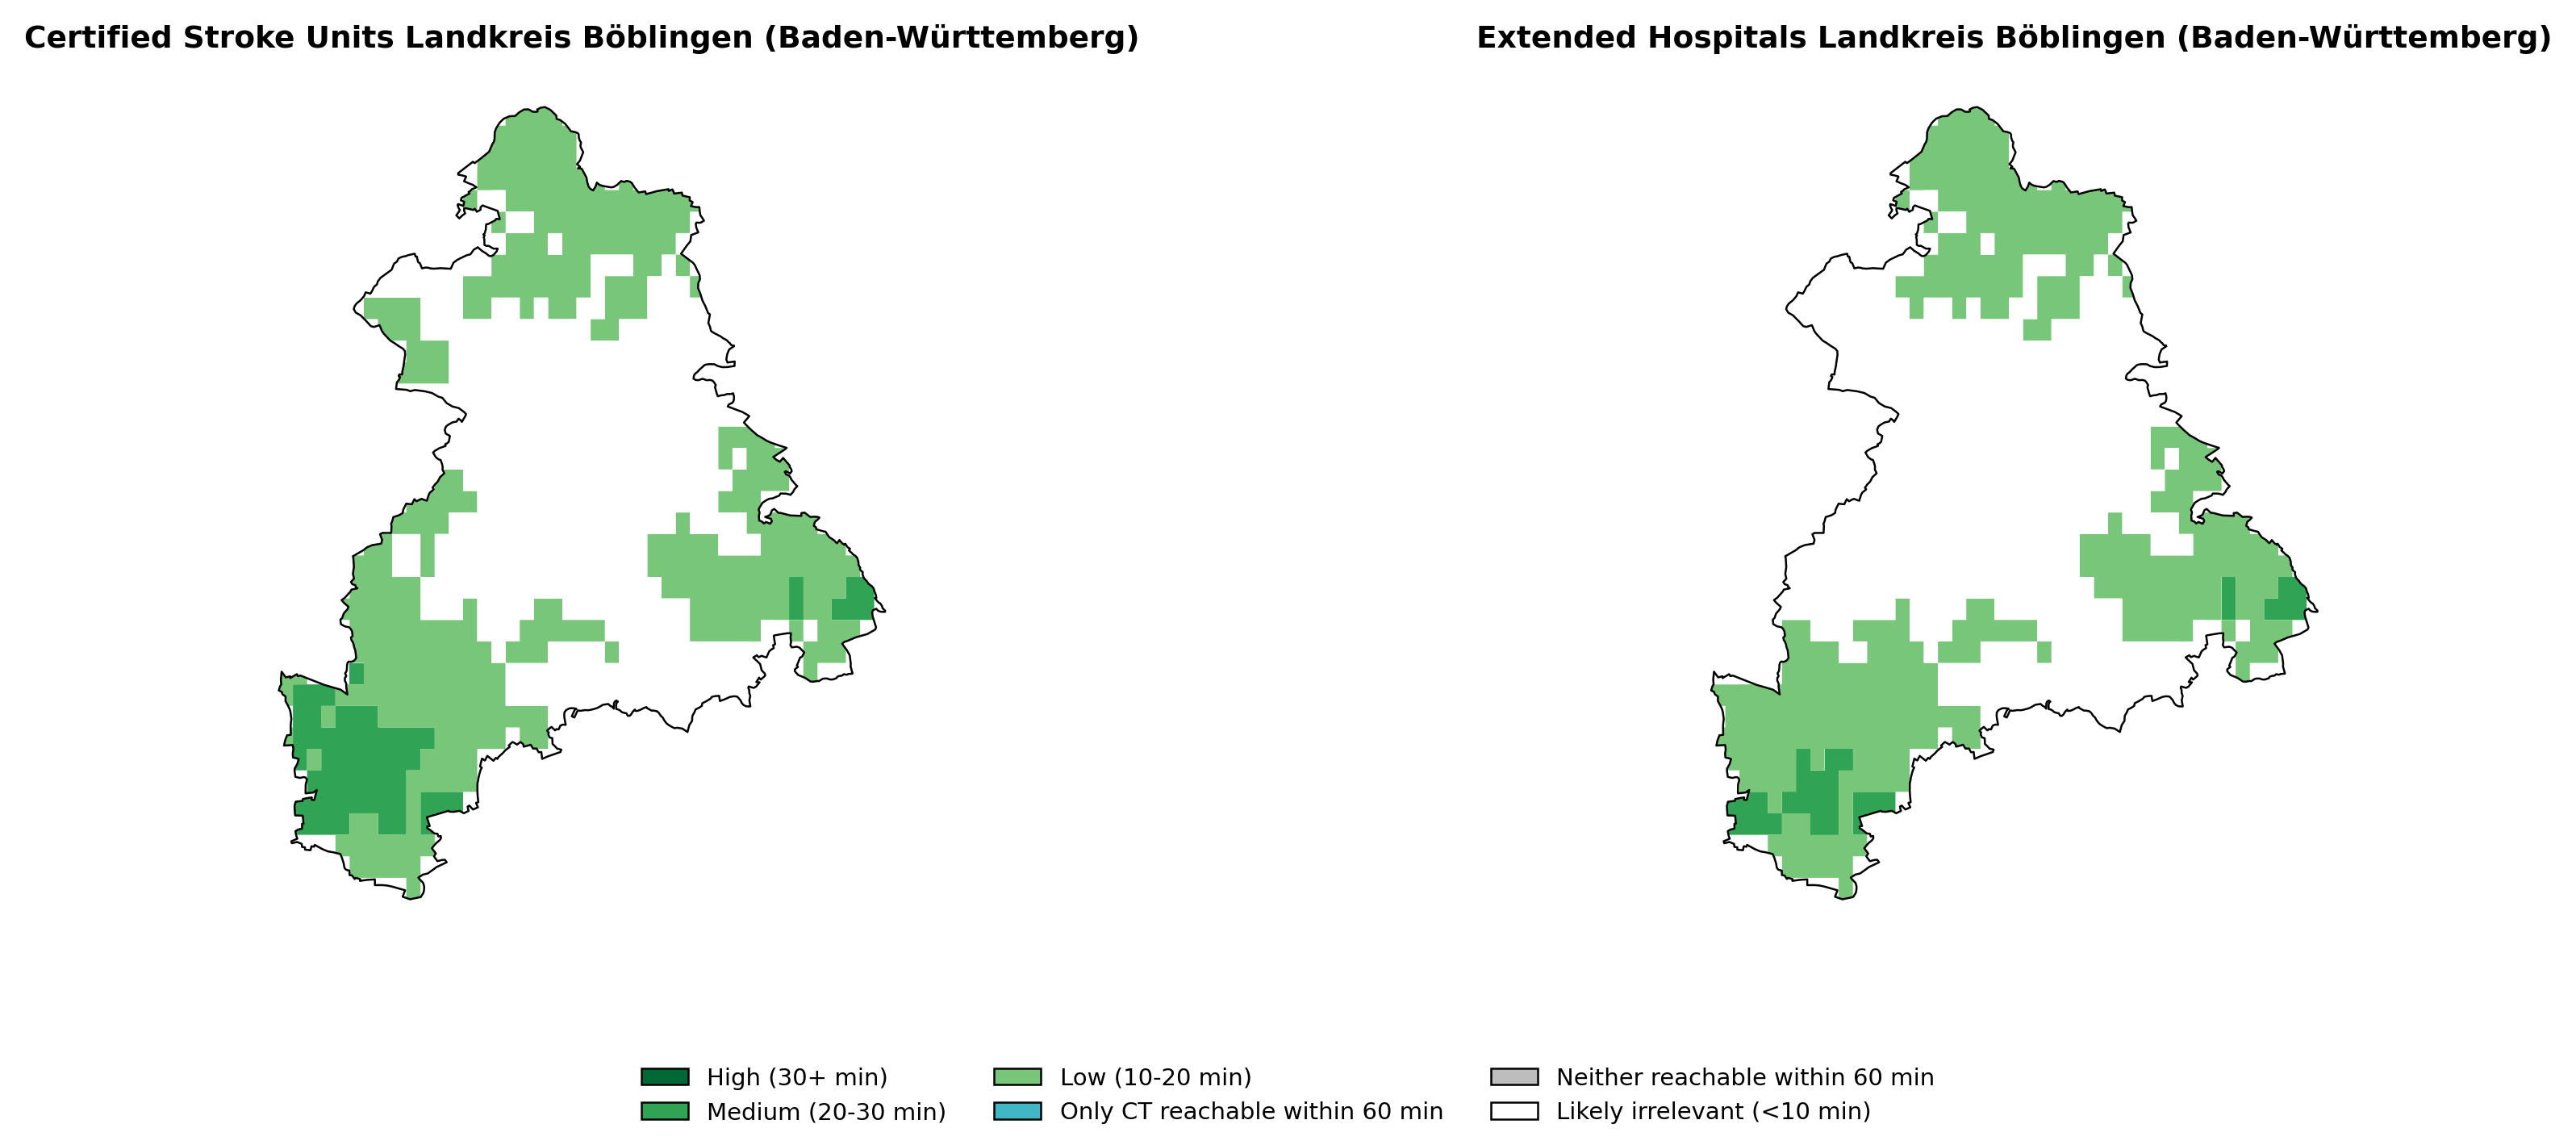 Certified Stroke Units Landkreis Böblingen (Baden-Württemberg)
Extended Hospitals Landkreis Böblingen (Baden-Württemberg)
High (30+ min)
Medium (20-30 min)
Low (10-20 min)
Only CT reachable within 60 min
Neither reachable within 60 min
Likely irrelevant (<10 min)